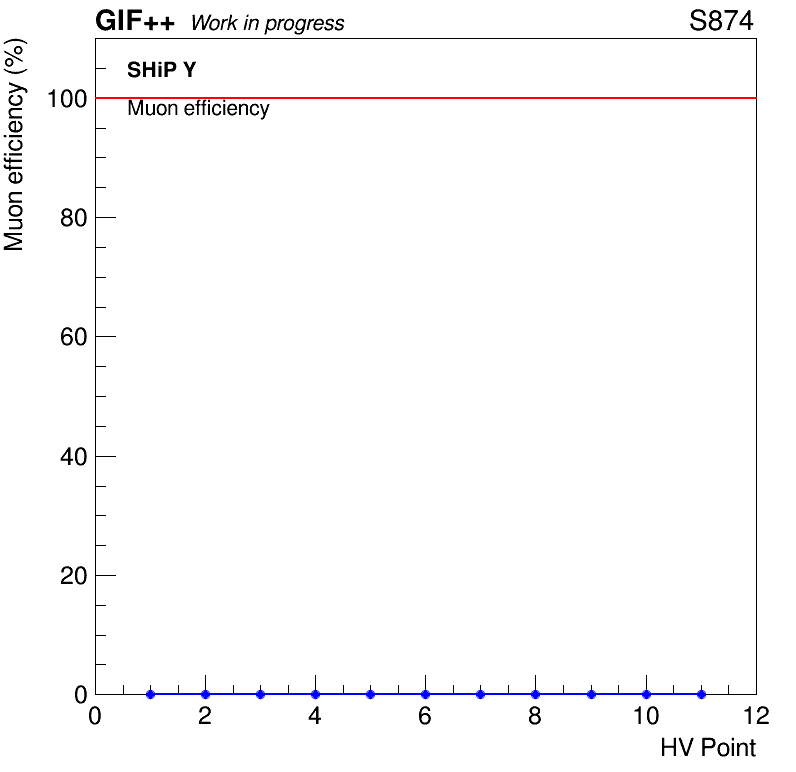 GIF++ Work in progress S874
SHiP Y
Muon efficiency
Muon efficiency (%)
100
80
60
40
20
0
0 2 4 6 8 10 12
HV Point